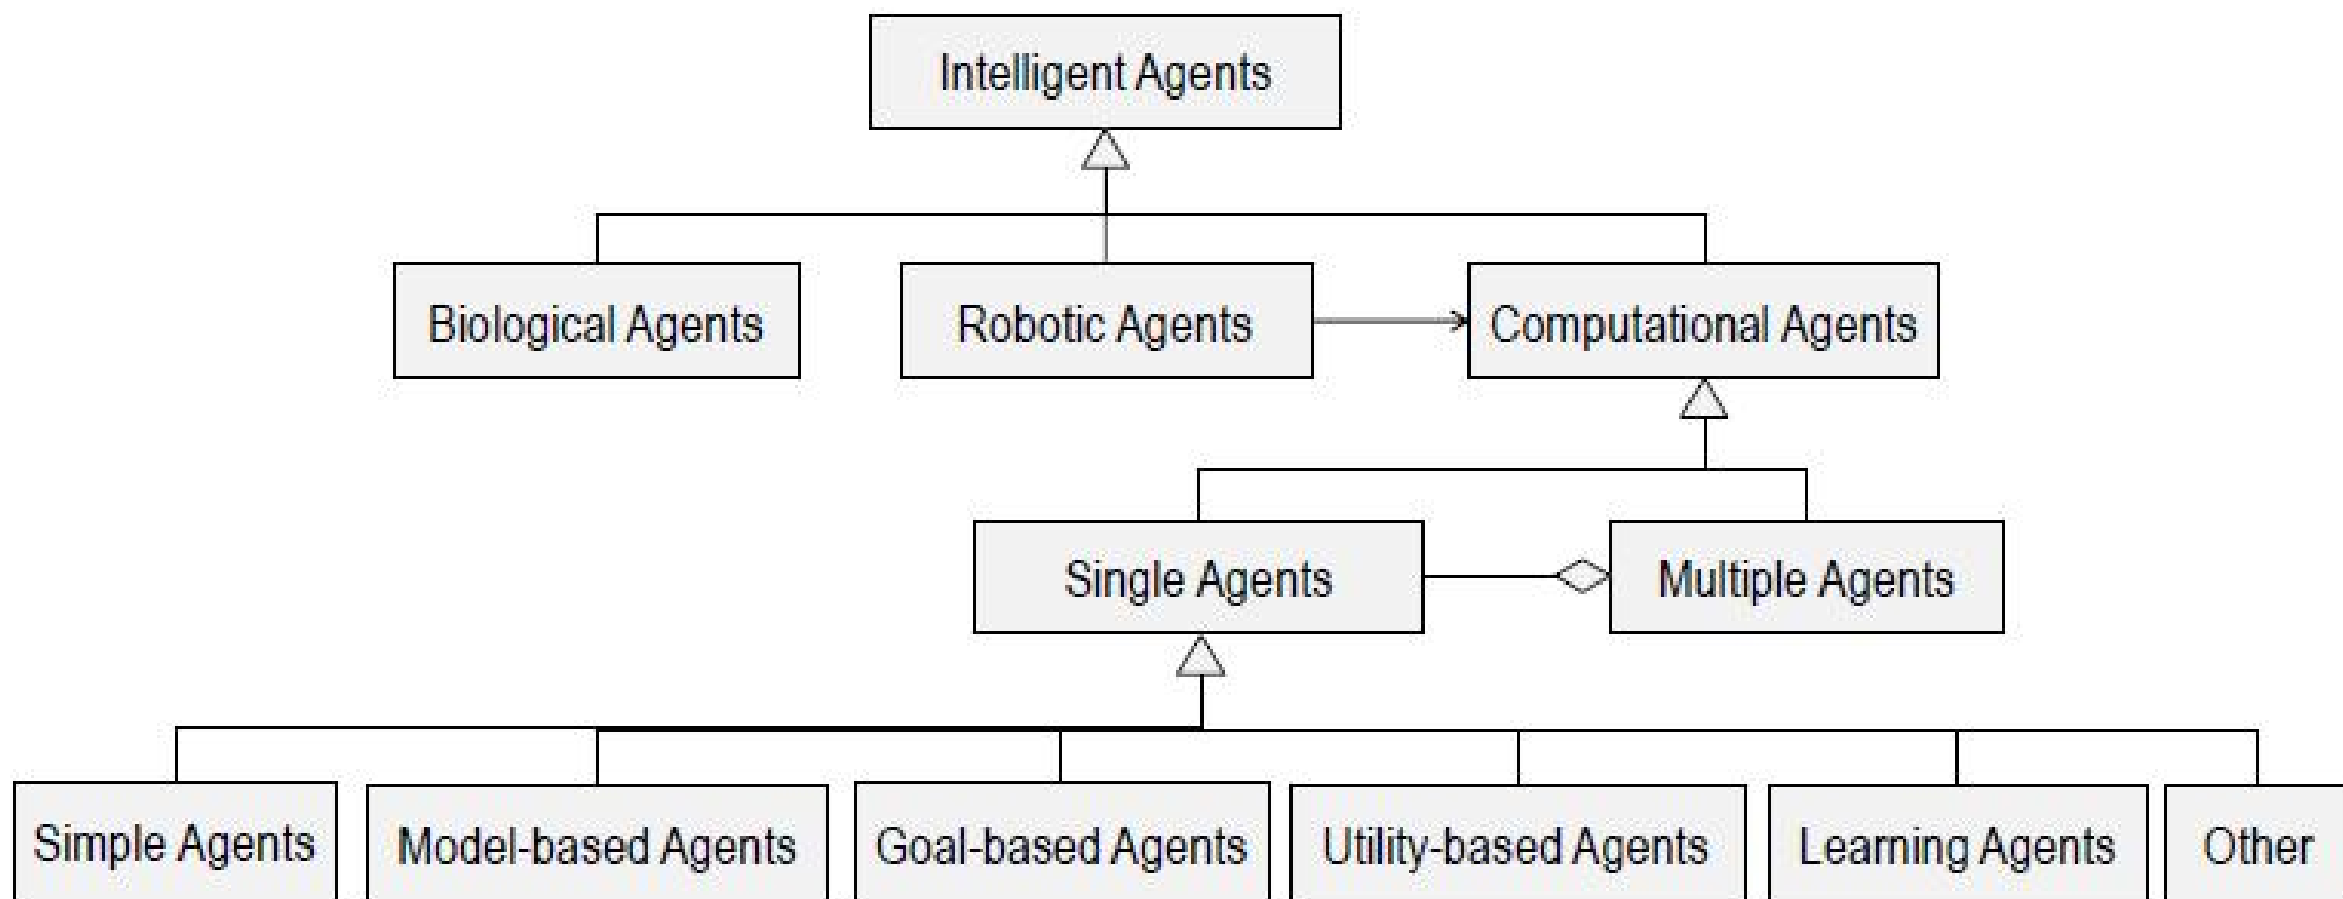 Intelligent Agents
Biological Agents
Robotic Agents
Computational Agents
Single Agents
Multiple Agents
Simple Agents
Model-based Agents
Goal-based Agents
Utility-based Agents
Learning Agents
Other